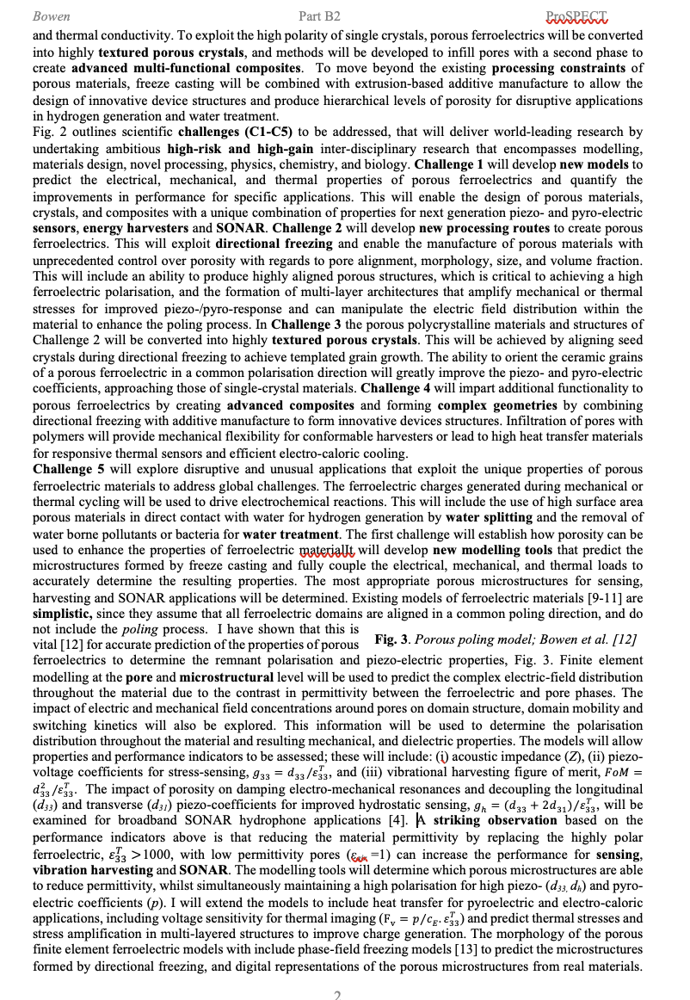 Bowen Part B2 ProSPECT
and thermal conductivity. To exploit the high polarity of single crystals, porous ferroelectrics will be converted
into highly textured porous crystals, and methods will be developed to infill pores with a second phase to
create advanced multi-functional composites. To move beyond the existing processing constraints of
porous materials, freeze casting will be combined with extrusion-based additive manufacture to allow the
design of innovative device structures and produce hierarchical levels of porosity for disruptive applications
in hydrogen generation and water treatment.
Fig. 2 outlines scientific challenges (C1-C5) to be addressed, that will deliver world-leading research by
undertaking ambitious high-risk and high-gain inter-disciplinary research that encompasses modelling,
materials design, novel processing, physics, chemistry, and biology. Challenge 1 will develop new models to
predict the electrical, mechanical, and thermal properties of porous ferroelectrics and quantify the
improvements in performance for specific applications. This will enable the design of porous materials,
crystals, and composites with a unique combination of properties for next generation piezo- and pyro-electric
sensors, energy harvesters and SONAR. Challenge 2 will develop new processing routes to create porous
ferroelectrics. This will exploit directional freezing and enable the manufacture of porous materials with
unprecedented control over porosity with regards to pore alignment, morphology, size, and volume fraction.
This will include an ability to produce highly aligned porous structures, which is critical to achieving a high
ferroelectric polarisation, and the formation of multi-layer architectures that amplify mechanical or thermal
stresses for improved piezo-/pyro-response and can manipulate the electric field distribution within the
material to enhance the poling process. In Challenge 3 the porous polycrystalline materials and structures of
Challenge 2 will be converted into highly textured porous crystals. This will be achieved by aligning seed
crystals during directional freezing to achieve templated grain growth. The ability to orient the ceramic grains
of a porous ferroelectric in a common polarisation direction will greatly improve the piezo- and pyro-electric
coefficients, approaching those of single-crystal materials. Challenge 4 will impart additional functionality to
porous ferroelectrics by creating advanced composites and forming complex geometries by combining
directional freezing with additive manufacture to form innovative devices structures. Infiltration of pores with
polymers will provide mechanical flexibility for conformable harvesters or lead to high heat transfer materials
for responsive thermal sensors and efficient electro-caloric cooling.
Challenge 5 will explore disruptive and unusual applications that exploit the unique properties of porous
ferroelectric materials to address global challenges. The ferroelectric charges generated during mechanical or
thermal cycling will be used to drive electrochemical reactions. This will include the use of high surface area
porous materials in direct contact with water for hydrogen generation by water splitting and the removal of
water borne pollutants or bacteria for water treatment. The first challenge will establish how porosity can be
used to enhance the properties of ferroelectric materialIt will develop new modelling tools that predict the
microstructures formed by freeze casting and fully couple the electrical, mechanical, and thermal loads to
accurately determine the resulting properties. The most appropriate porous microstructures for sensing,
harvesting and SONAR applications will be determined. Existing models of ferroelectric materials [9-11] are
simplistic, since they assume that all ferroelectric domains are aligned in a common poling direction, and do
not include the poling process. I have shown that this is
vital [12] for accurate prediction of the properties of porous
Fig. 3. Porous poling model; Bowen et al. [12]
ferroelectrics to determine the remnant polarisation and piezo-electric properties, Fig. 3. Finite element
modelling at the pore and microstructural level will be used to predict the complex electric-field distribution
throughout the material due to the contrast in permittivity between the ferroelectric and pore phases. The
impact of electric and mechanical field concentrations around pores on domain structure, domain mobility and
switching kinetics will also be explored. This information will be used to determine the polarisation
distribution throughout the material and resulting mechanical, and dielectric properties. The models will allow
properties and performance indicators to be assessed; these will include: (i) acoustic impedance (Z), (ii) piezo-
voltage coefficients for stress-sensing, g₃₃ = d₃₃/ε₃₃ᵀ, and (iii) vibrational harvesting figure of merit, FoM =
d₃₃²/ε₃₃ᵀ. The impact of porosity on damping electro-mechanical resonances and decoupling the longitudinal
(d₃₃) and transverse (d₃₁) piezo-coefficients for improved hydrostatic sensing, gₕ = (d₃₃ + 2d₃₁)/ε₃₃ᵀ, will be
examined for broadband SONAR hydrophone applications [4]. A striking observation based on the
performance indicators above is that reducing the material permittivity by replacing the highly polar
ferroelectric, ε₃₃ᵀ >1000, with low permittivity pores (ε =1) can increase the performance for sensing,
vibration harvesting and SONAR. The modelling tools will determine which porous microstructures are able
to reduce permittivity, whilst simultaneously maintaining a high polarisation for high piezo- (d₃₃, dₕ) and pyro-
electric coefficients (p). I will extend the models to include heat transfer for pyroelectric and electro-caloric
applications, including voltage sensitivity for thermal imaging (Fᵥ = p/c_E.ε₃₃ᵀ) and predict thermal stresses and
stress amplification in multi-layered structures to improve charge generation. The morphology of the porous
finite element ferroelectric models with include phase-field freezing models [13] to predict the microstructures
formed by directional freezing, and digital representations of the porous microstructures from real materials.
2